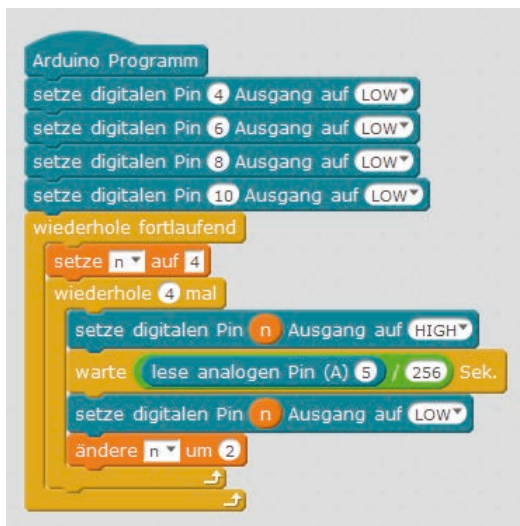 Arduino Programm
setze digitalen Pin 4 Ausgang auf LOW
setze digitalen Pin 6 Ausgang auf LOW
setze digitalen Pin 8 Ausgang auf LOW
setze digitalen Pin 10 Ausgang auf LOW
wiederhole fortlaufend
setze n auf 4
wiederhole 4 mal
setze digitalen Pin n Ausgang auf HIGH
warte lese analogen Pin (A) 5 / 256 Sek.
setze digitalen Pin n Ausgang auf LOW
ändere n um 2